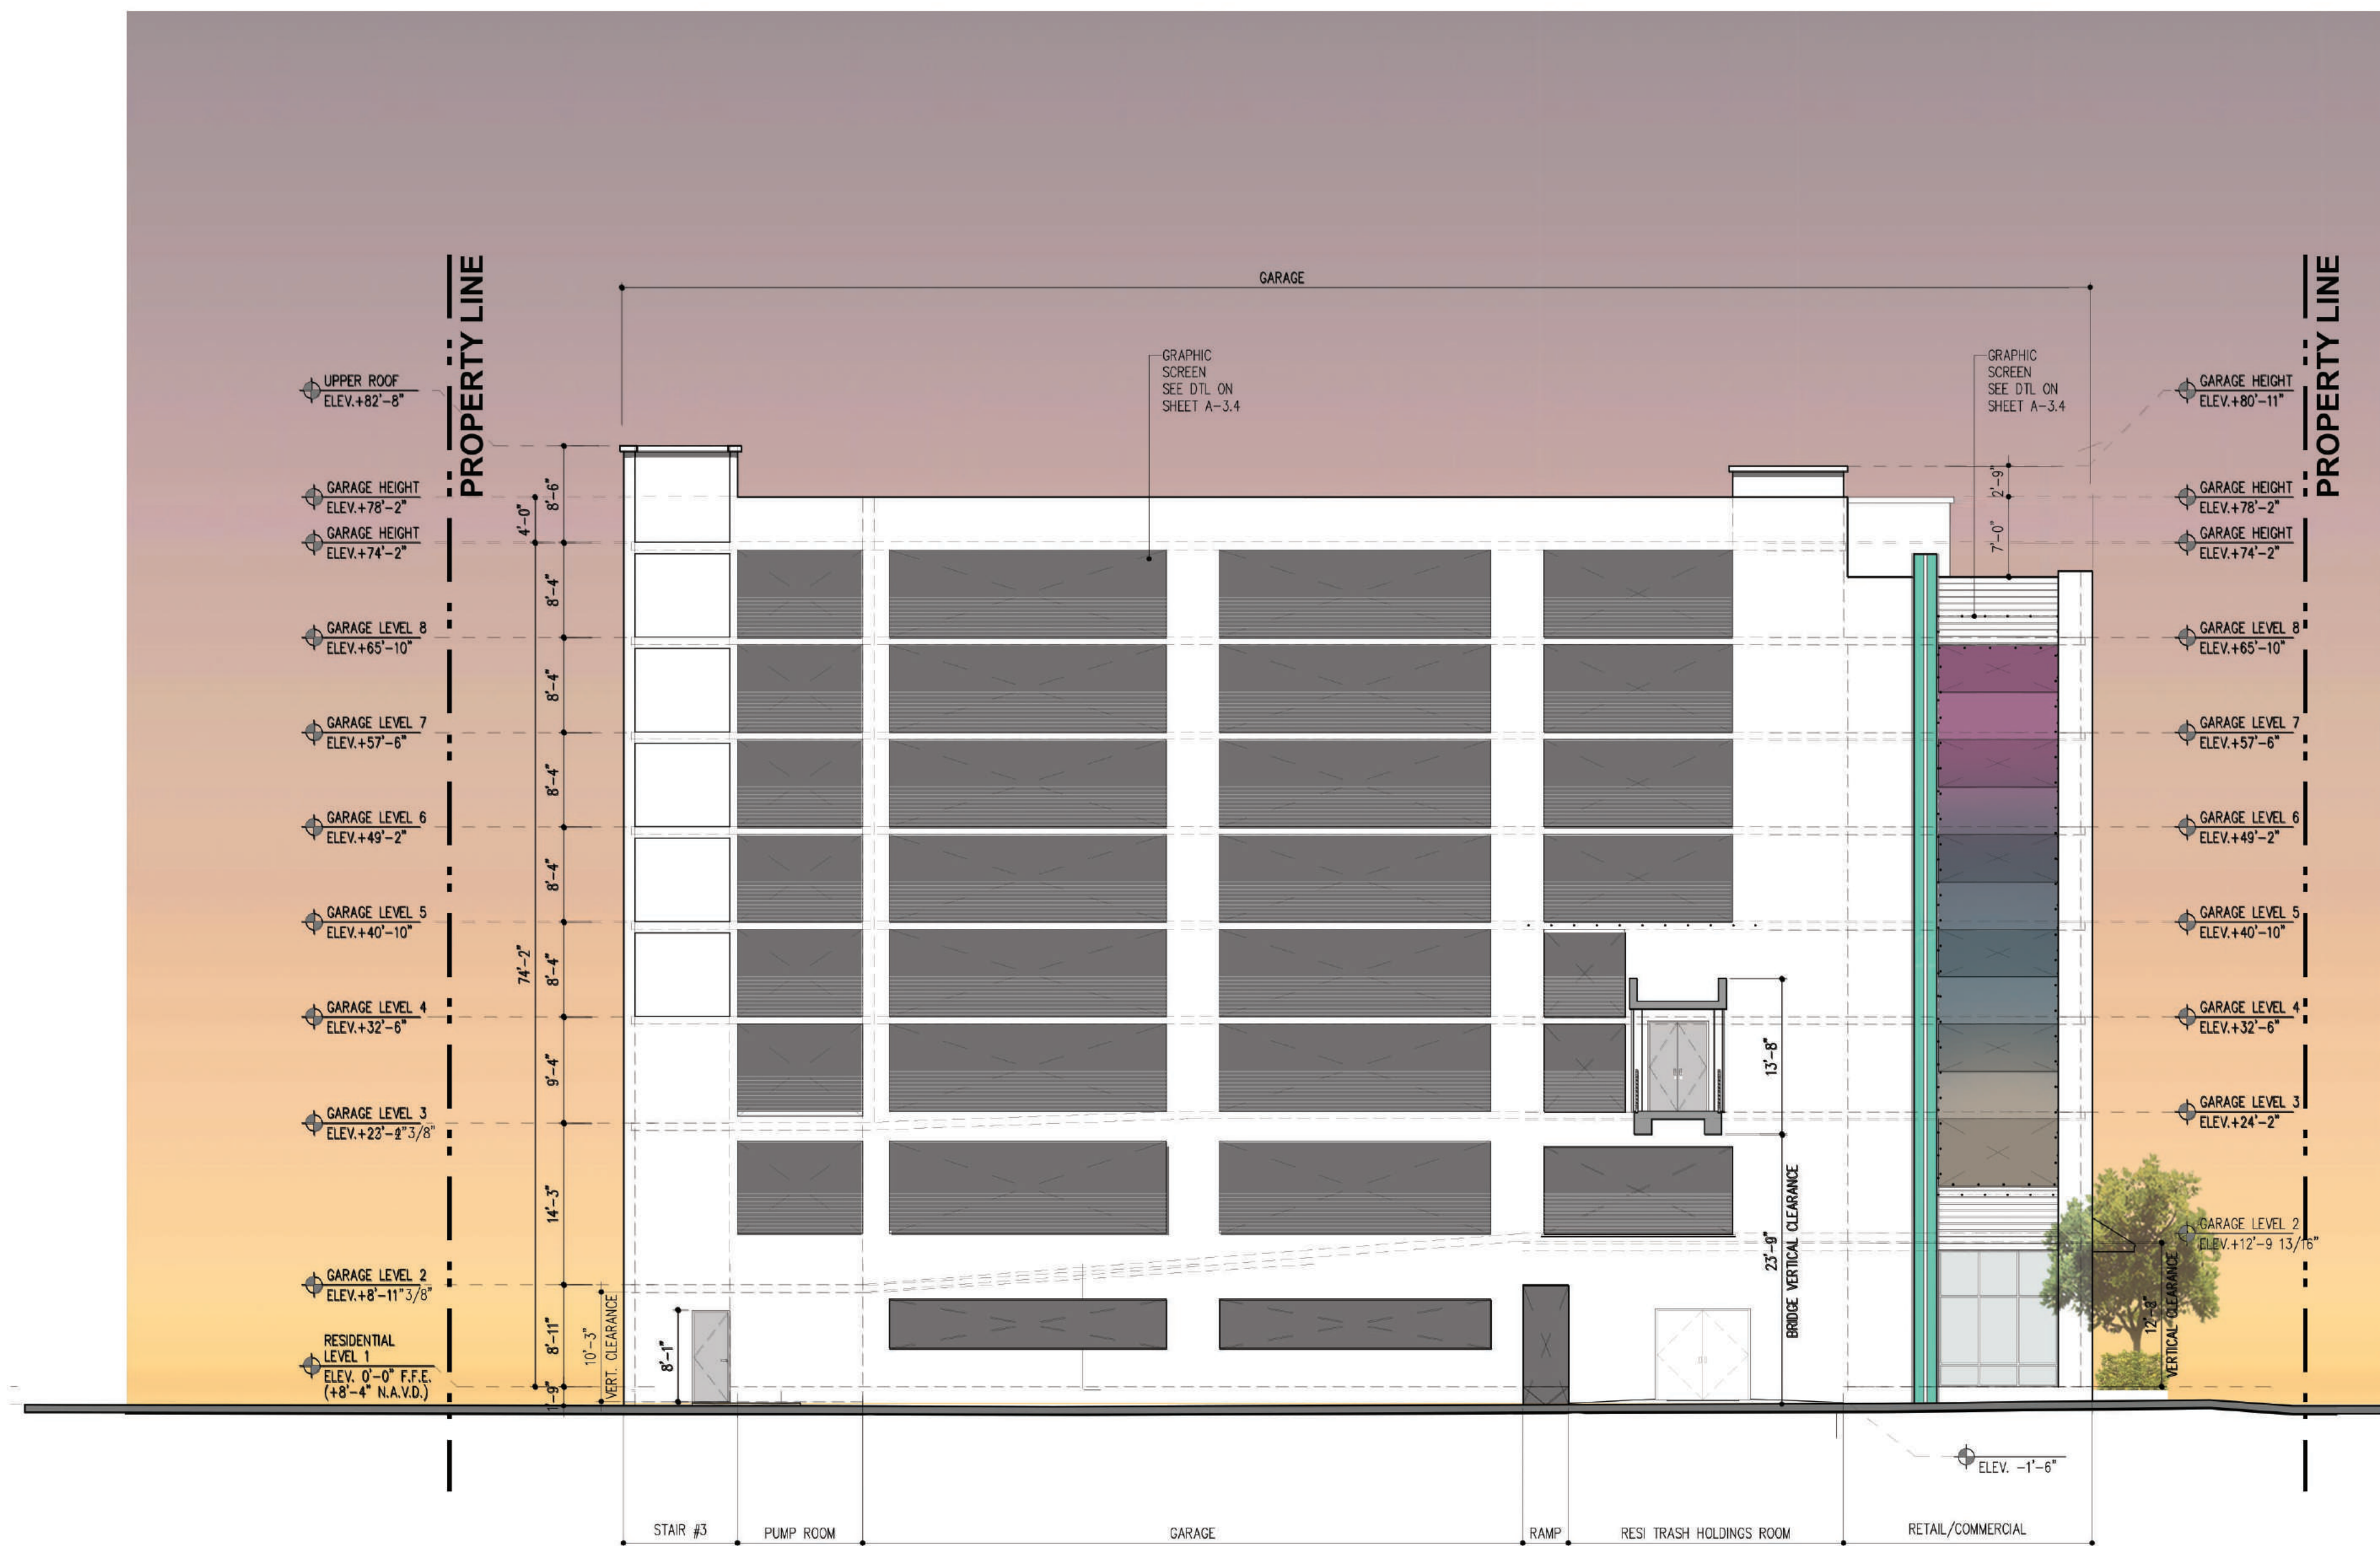 GARAGE
PROPERTY LINE
PROPERTY LINE
GRAPHIC
SCREEN
SEE DTL ON
SHEET A-3.4
GRAPHIC
SCREEN
SEE DTL ON
SHEET A-3.4
UPPER ROOF
ELEV.+82'-8"
GARAGE HEIGHT
ELEV.+78'-2"
GARAGE HEIGHT
ELEV.+74'-2"
GARAGE LEVEL 8
ELEV.+65'-10"
GARAGE LEVEL 7
ELEV.+57'-6"
GARAGE LEVEL 6
ELEV.+49'-2"
GARAGE LEVEL 5
ELEV.+40'-10"
GARAGE LEVEL 4
ELEV.+32'-6"
GARAGE LEVEL 3
GARAGE LEVEL 2
ELEV.+8'-11"3/8"
RESIDENTIAL
LEVEL 1
ELEV. 0'-0" F.F.E.
(+8'-4" N.A.V.D.)
4'-0"
74'-2"
8'-6"
8'-4"
8'-4"
8'-4"
8'-4"
8'-4"
9'-4"
14'-3"
8'-11"
1'-9"
10'-3"
VERT. CLEARANCE
8'-1"
13'-8"
23'-9"
BRIDGE VERTICAL CLEARANCE
2'-9"
7'-0"
GARAGE HEIGHT
ELEV.+80'-11"
GARAGE HEIGHT
ELEV.+78'-2"
GARAGE HEIGHT
ELEV.+74'-2"
GARAGE LEVEL 8
ELEV.+65'-10"
GARAGE LEVEL 7
ELEV.+57'-6"
GARAGE LEVEL 6
ELEV.+49'-2"
GARAGE LEVEL 5
ELEV.+40'-10"
GARAGE LEVEL 4
ELEV.+32'-6"
GARAGE LEVEL 3
ELEV.+24'-2"
GARAGE LEVEL 2
ELEV.+12'-9 13/16"
12'-8"
VERTICAL CLEARANCE
ELEV. -1'-6"
STAIR #3
PUMP ROOM
GARAGE
RAMP
RESI TRASH HOLDINGS ROOM
RETAIL/COMMERCIAL